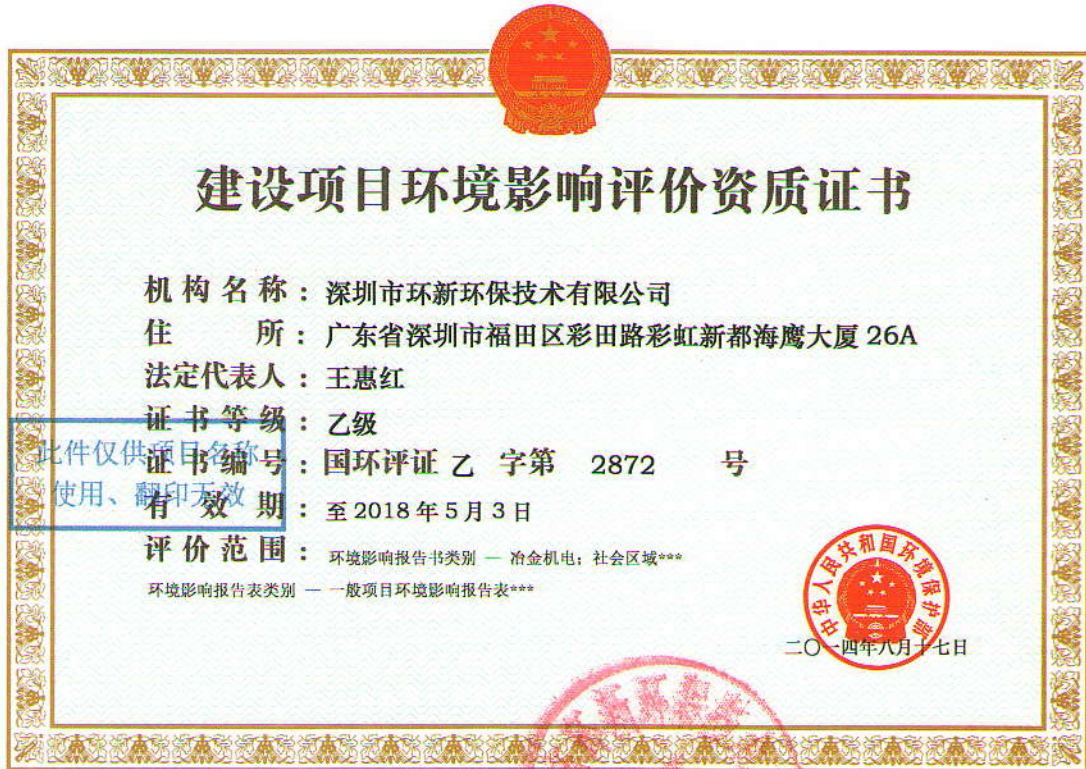 建设项目环境影响评价资质证书
机构名称：深圳市环新环保技术有限公司
住所：广东省深圳市福田区彩田路彩虹新都海鹰大厦 26A
法定代表人：王惠红
证书等级：乙级
此件仅供项目名称
证书编号：国环评证 乙 字第 2872 号
使用、翻印无效
有效期：至 2018 年 5 月 3 日
评价范围：环境影响报告书类别 — 冶金机电；社会区域***
环境影响报告表类别 — 一般项目环境影响报告表***
中华人民共和国环境保护部
二〇一四年八月十七日